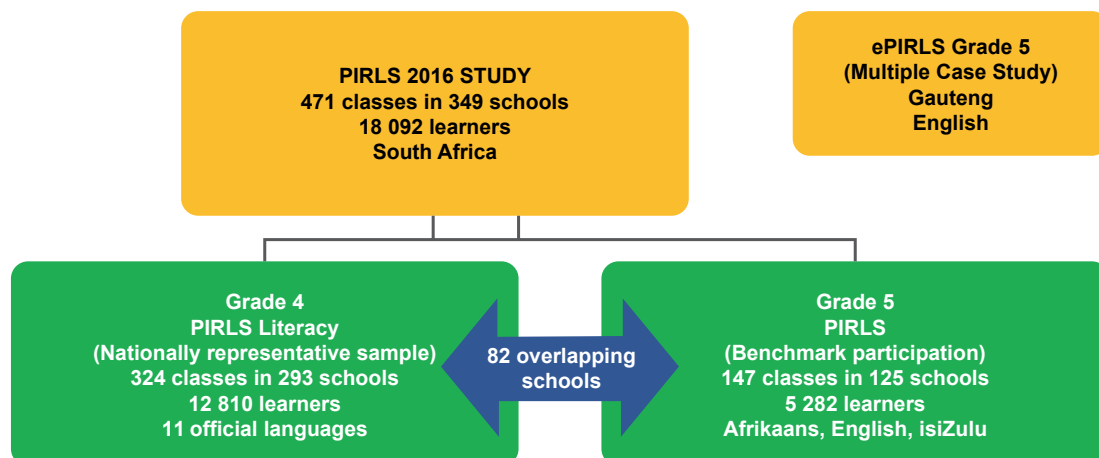 PIRLS 2016 STUDY
471 classes in 349 schools
18 092 learners
South Africa
ePIRLS Grade 5
(Multiple Case Study)
Gauteng
English
Grade 4
PIRLS Literacy
(Nationally representative sample)
324 classes in 293 schools
12 810 learners
11 official languages
82 overlapping
schools
Grade 5
PIRLS
(Benchmark participation)
147 classes in 125 schools
5 282 learners
Afrikaans, English, isiZulu